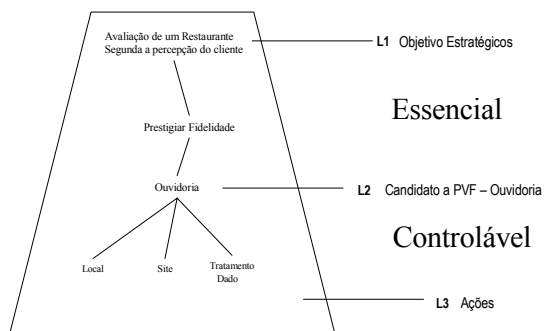 Avaliação de um Restaurante
Segunda a percepção do cliente
L1 Objetivo Estratégicos
Essencial
Prestigiar Fidelidade
Ouvidoria
L2 Candidato a PVF – Ouvidoria
Controlável
Local
Site
Tratamento
Dado
L3 Ações